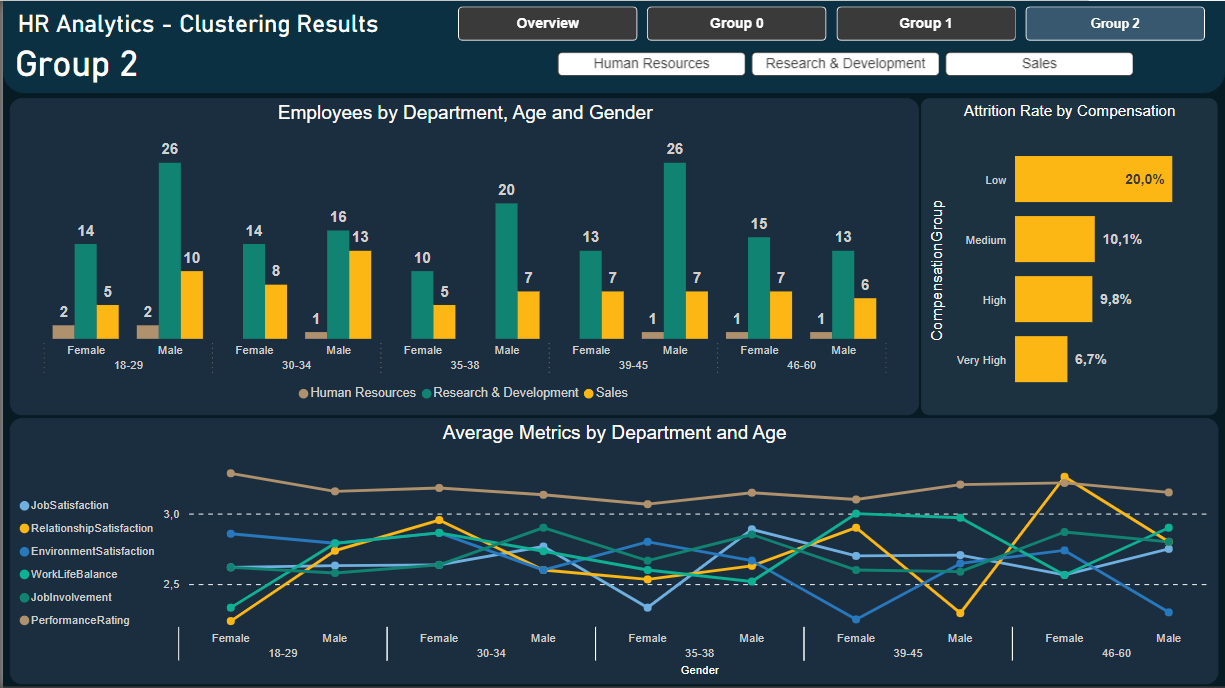 HR Analytics - Clustering Results
Overview
Group 0
Group 1
Group 2
Group 2
Human Resources
Research & Development
Sales
Employees by Department, Age and Gender
26
26
20
16
14
14
15
13
13
13
10
10
8
7
7
7
5
5
6
2
2
1
1
1
1
Female
Male
Female
Male
Female
Male
Female
Male
Female
Male
18-29
30-34
35-38
39-45
46-60
Human Resources
Research & Development
Sales
Attrition Rate by Compensation
CompensationGroup
Low
20,0%
Medium
10,1%
High
9,8%
Very High
6,7%
Average Metrics by Department and Age
JobSatisfaction
RelationshipSatisfaction
EnvironmentSatisfaction
WorkLifeBalance
JobInvolvement
PerformanceRating
3,0
2,5
Female
Male
Female
Male
Female
Male
Female
Male
Female
Male
18-29
30-34
35-38
39-45
46-60
Gender